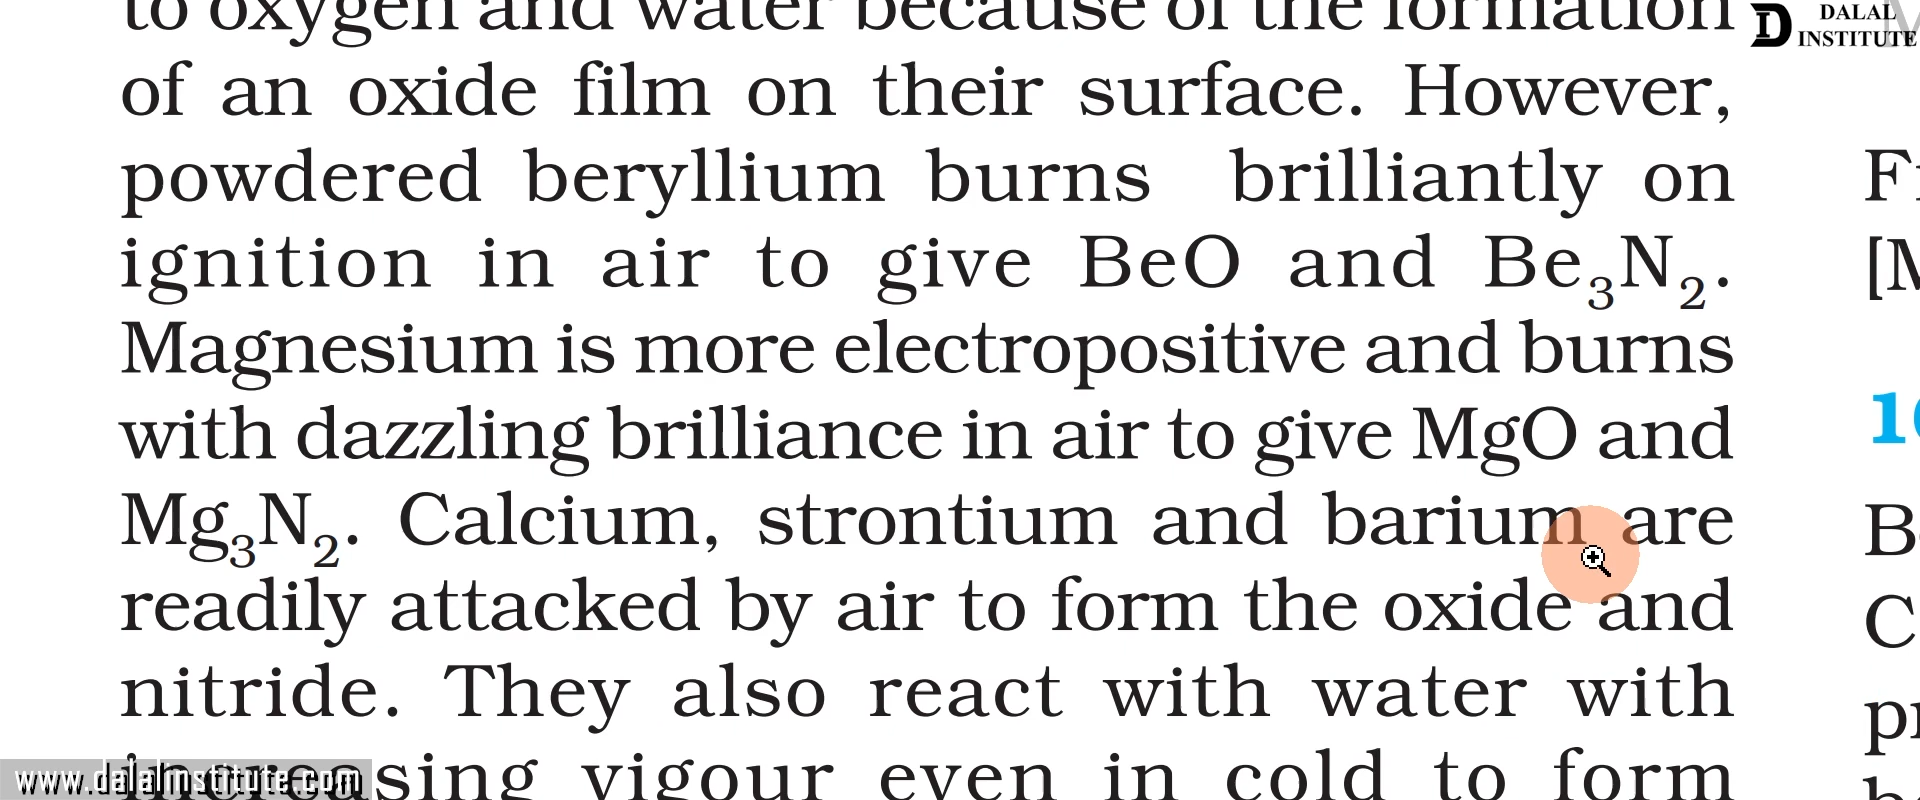 to oxygen and water because of the formation
of an oxide film on their surface. However,
powdered beryllium burns brilliantly on
ignition in air to give BeO and Be₃N₂.
Magnesium is more electropositive and burns
with dazzling brilliance in air to give MgO and
Mg₃N₂. Calcium, strontium and barium are
readily attacked by air to form the oxide and
nitride. They also react with water with
increasing vigour even in cold to form
DALAL
INSTITUTE
www.dalalinstitute.com